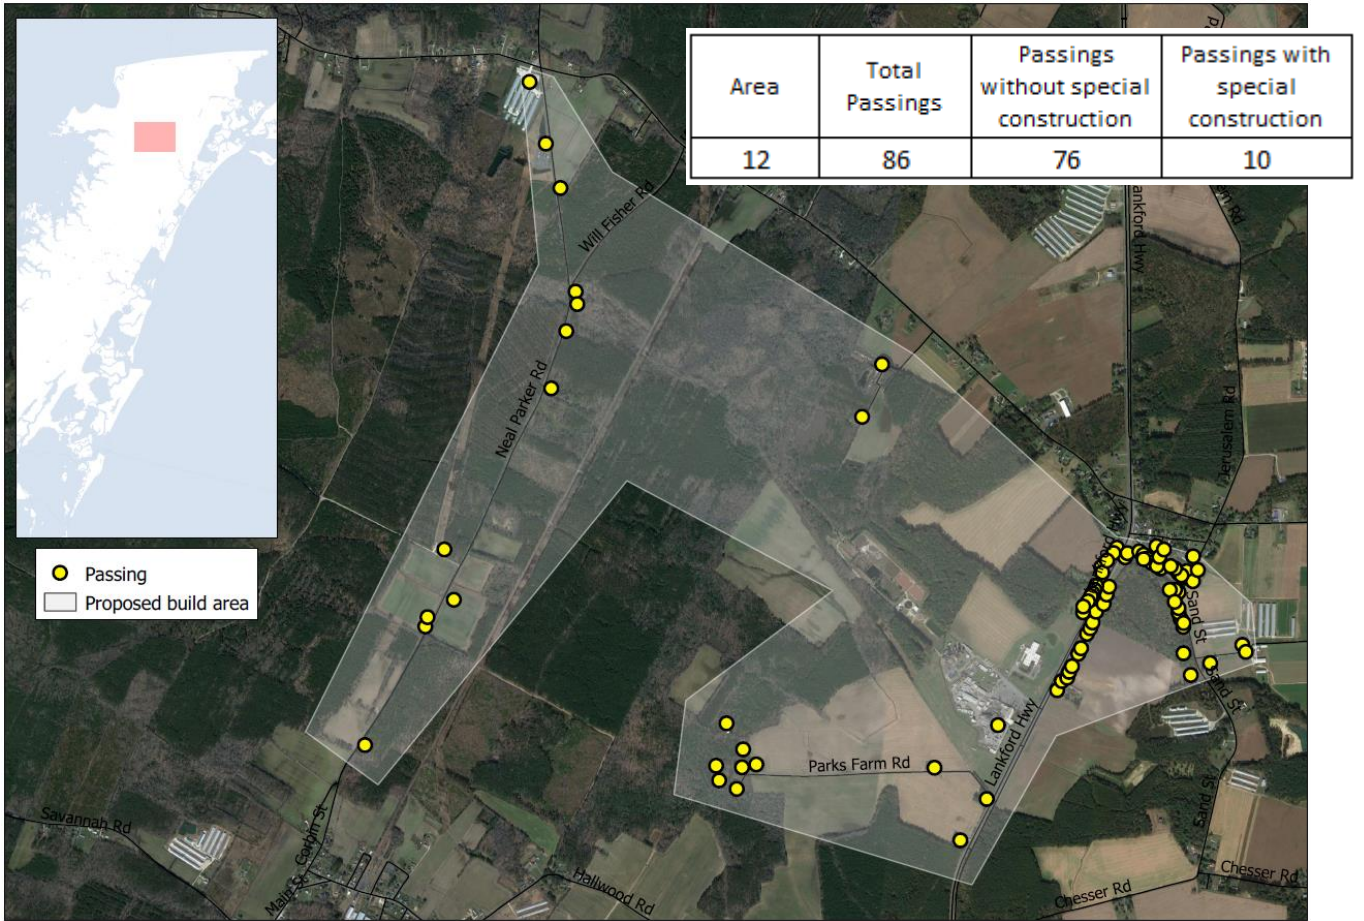 Area
Total
Passings
Passings
without special
construction
Passings with
special
construction
12
86
76
10
Will Fisher Rd
Neal Parker Rd
Jerusalem Rd
Passing
Proposed build area
Sand St
Sand St
Lankford Hwy
Parks Farm Rd
Savannah Rd
Corbin St
Main St
Sand St
Hallwood Rd
Chesser Rd
Chesser Rd